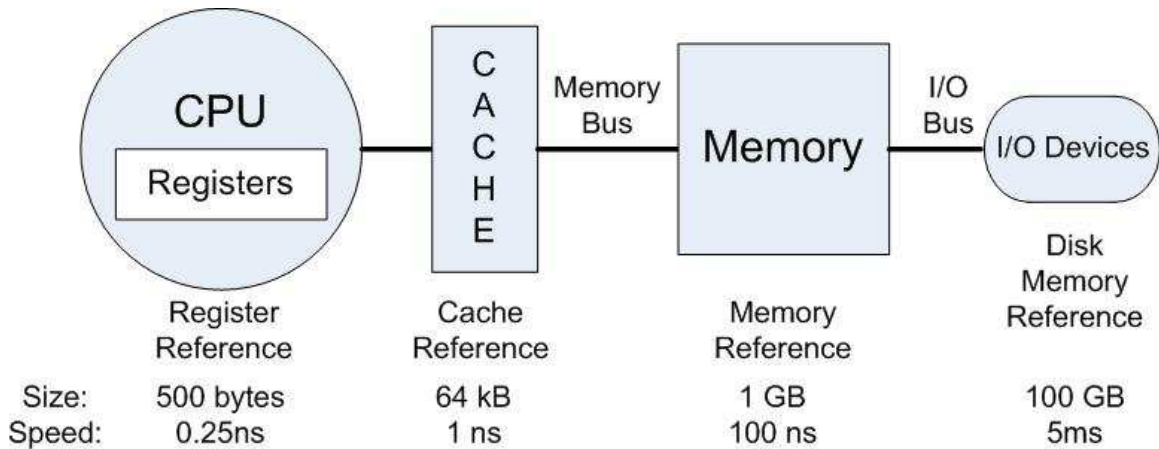 CPU
Registers
C
A
C
H
E
Memory
Bus
Memory
I/O
Bus
I/O Devices
Register
Reference
Cache
Reference
Memory
Reference
Disk
Memory
Reference
Size: 500 bytes 64 kB 1 GB 100 GB
Speed: 0.25ns 1 ns 100 ns 5ms